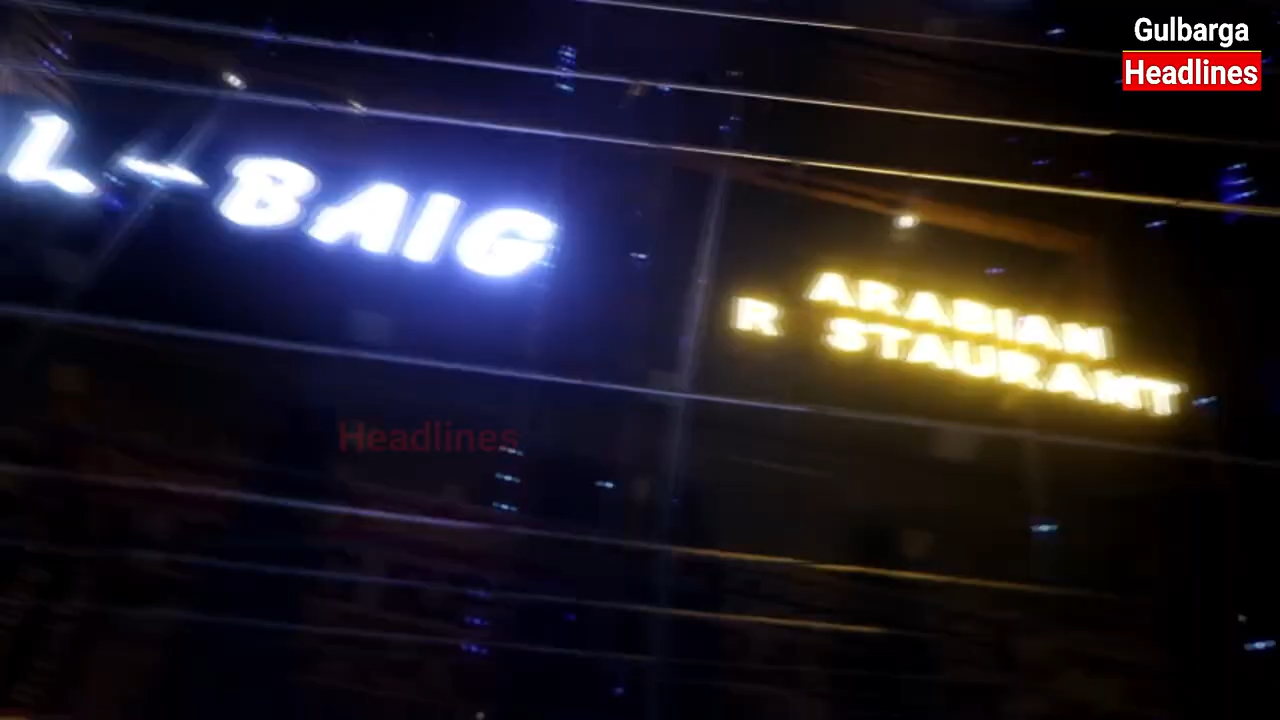 Gulbarga
Headlines
L-BAIG
ARABIAN
R STAURANT
Headlines